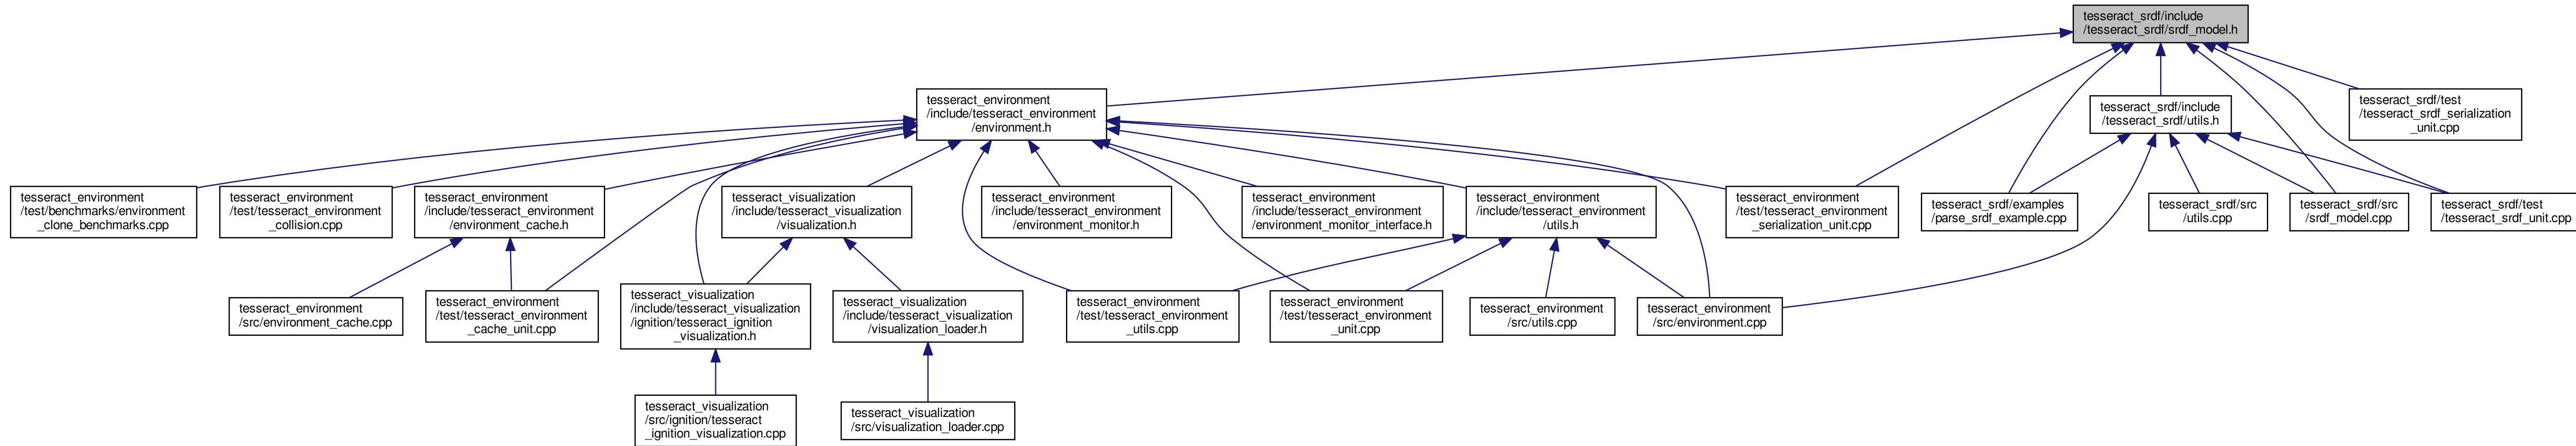 tesseract_srdf/include
/tesseract_srdf/srdf_model.h
tesseract_environment
/include/tesseract_environment
/environment.h
tesseract_srdf/include
/tesseract_srdf/utils.h
tesseract_srdf/test
/tesseract_srdf_serialization
_unit.cpp
tesseract_environment
/test/benchmarks/environment
_clone_benchmarks.cpp
tesseract_environment
/test/tesseract_environment
_collision.cpp
tesseract_environment
/include/tesseract_environment
/environment_cache.h
tesseract_visualization
/include/tesseract_visualization
/visualization.h
tesseract_environment
/include/tesseract_environment
/environment_monitor.h
tesseract_environment
/include/tesseract_environment
/environment_monitor_interface.h
tesseract_environment
/include/tesseract_environment
/utils.h
tesseract_environment
/test/tesseract_environment
_serialization_unit.cpp
tesseract_srdf/examples
/parse_srdf_example.cpp
tesseract_srdf/src
/utils.cpp
tesseract_srdf/src
/srdf_model.cpp
tesseract_srdf/test
/tesseract_srdf_unit.cpp
tesseract_environment
/src/environment_cache.cpp
tesseract_environment
/test/tesseract_environment
_cache_unit.cpp
tesseract_visualization
/include/tesseract_visualization
/ignition/tesseract_ignition
_visualization.h
tesseract_visualization
/include/tesseract_visualization
/visualization_loader.h
tesseract_environment
/test/tesseract_environment
_utils.cpp
tesseract_environment
/test/tesseract_environment
_unit.cpp
tesseract_environment
/src/utils.cpp
tesseract_environment
/src/environment.cpp
tesseract_visualization
/src/ignition/tesseract
_ignition_visualization.cpp
tesseract_visualization
/src/visualization_loader.cpp